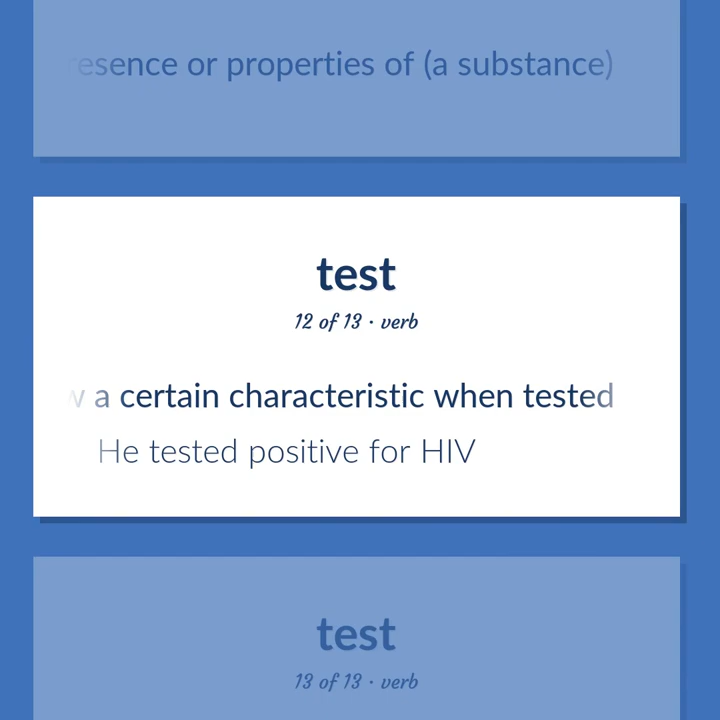 or properties of (a substance)
test
12 of 13 · verb
a certain characteristic when tested
He tested positive for HIV
test
13 of 13 · verb